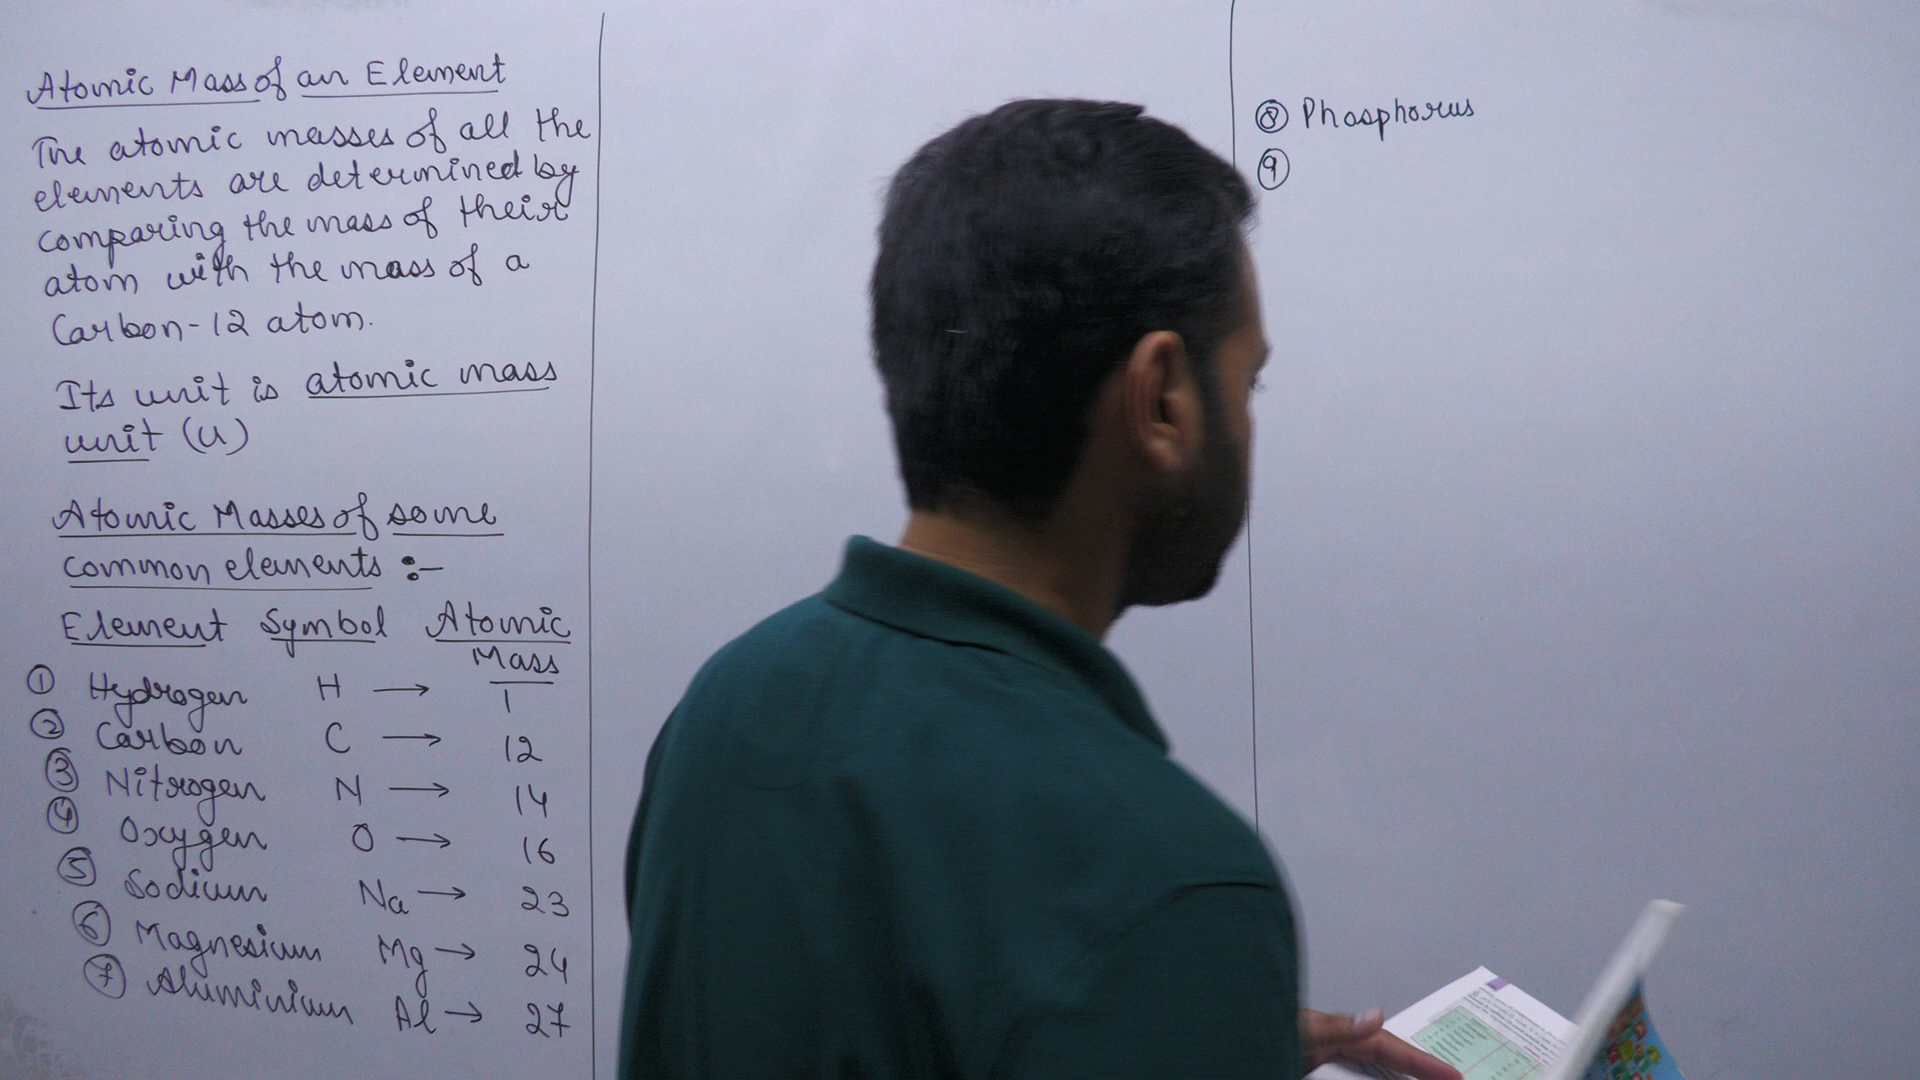 Atomic Mass of an Element
The atomic masses of all the
elements are determined by
comparing the mass of their
atom with the mass of a
Carbon-12 atom.
Its unit is atomic mass
unit (u)
Atomic Masses of some
common elements :-
Element Symbol Atomic
Mass
① Hydrogen H → 1
② Carbon C → 12
③ Nitrogen N → 14
④ Oxygen O → 16
⑤ Sodium Na → 23
⑥ Magnesium Mg → 24
⑦ Aluminium Al → 27
⑧ Phosphorus
⑨